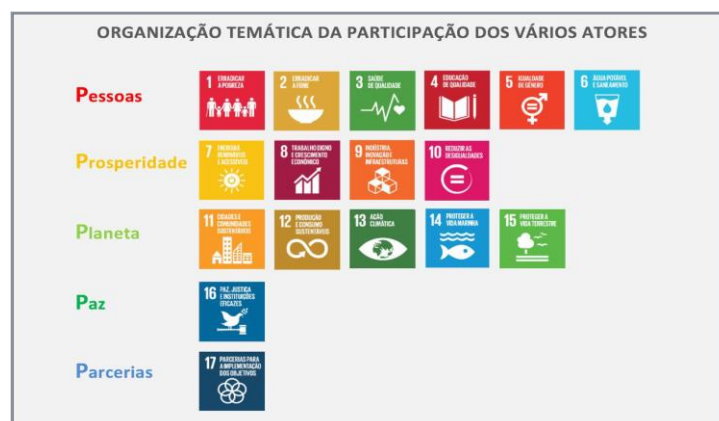 ORGANIZAÇÃO TEMÁTICA DA PARTICIPAÇÃO DOS VÁRIOS ATORES
Pessoas
1 ERRADICAR A POBREZA
2 ERRADICAR A FOME
3 SAÚDE DE QUALIDADE
4 EDUCAÇÃO DE QUALIDADE
5 IGUALDADE DE GÉNERO
6 ÁGUA POTÁVEL E SANEAMENTO
Prosperidade
7 ENERGIAS RENOVÁVEIS E ACESSÍVEIS
8 TRABALHO DIGNO E CRESCIMENTO ECONÓMICO
9 INDÚSTRIA, INOVAÇÃO E INFRAESTRUTURAS
10 REDUZIR AS DESIGUALDADES
Planeta
11 CIDADES E COMUNIDADES SUSTENTÁVEIS
12 PRODUÇÃO E CONSUMO SUSTENTÁVEIS
13 AÇÃO CLIMÁTICA
14 PROTEGER A VIDA MARINHA
15 PROTEGER A VIDA TERRESTRE
Paz
16 PAZ, JUSTIÇA E INSTITUIÇÕES EFICAZES
Parcerias
17 PARCERIAS PARA A IMPLEMENTAÇÃO DOS OBJETIVOS